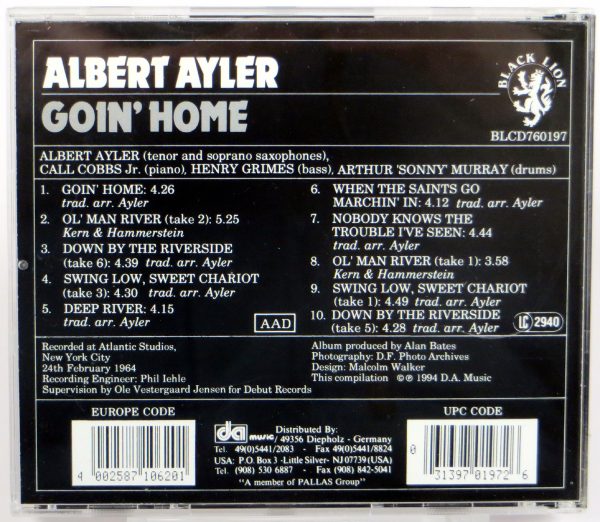 ALBERT AYLER
GOIN' HOME
BLACK LION
BLCD760197
ALBERT AYLER (tenor and soprano saxophones),
CALL COBBS Jr. (piano), HENRY GRIMES (bass), ARTHUR 'SONNY' MURRAY (drums)
1. GOIN' HOME: 4.26
trad. arr. Ayler
2. OL' MAN RIVER (take 2): 5.25
Kern & Hammerstein
3. DOWN BY THE RIVERSIDE
(take 6): 4.39 trad. arr. Ayler
4. SWING LOW, SWEET CHARIOT
(take 3): 4.30 trad. arr. Ayler
5. DEEP RIVER: 4.15
trad. arr. Ayler
AAD
6. WHEN THE SAINTS GO
MARCHIN' IN: 4.12 trad. arr. Ayler
7. NOBODY KNOWS THE
TROUBLE I'VE SEEN: 4.44
trad. arr. Ayler
8. OL' MAN RIVER (take 1): 3.58
Kern & Hammerstein
9. SWING LOW, SWEET CHARIOT
(take 1): 4.49 trad. arr. Ayler
10. DOWN BY THE RIVERSIDE
(take 5): 4.28 trad. arr. Ayler
LC 2940
Recorded at Atlantic Studios,
New York City
24th February 1964
Recording Engineer: Phil Iehle
Supervision by Ole Vestergaard Jensen for Debut Records
Album produced by Alan Bates
Photography: D.F. Photo Archives
Design: Malcolm Walker
This compilation © ℗ 1994 D.A. Music
EUROPE CODE
4 002587 106201
Distributed By:
da music / 49356 Diepholz - Germany
Tel. 49(0)5441/2083 - Fax 49(0)5441/8824
USA: P.O. Box 3 - Little Silver - NJ 07739 (USA)
Tel. (908) 530 6887 - Fax (908) 842-5041
"A member of PALLAS Group"
UPC CODE
0 31397 01972 6